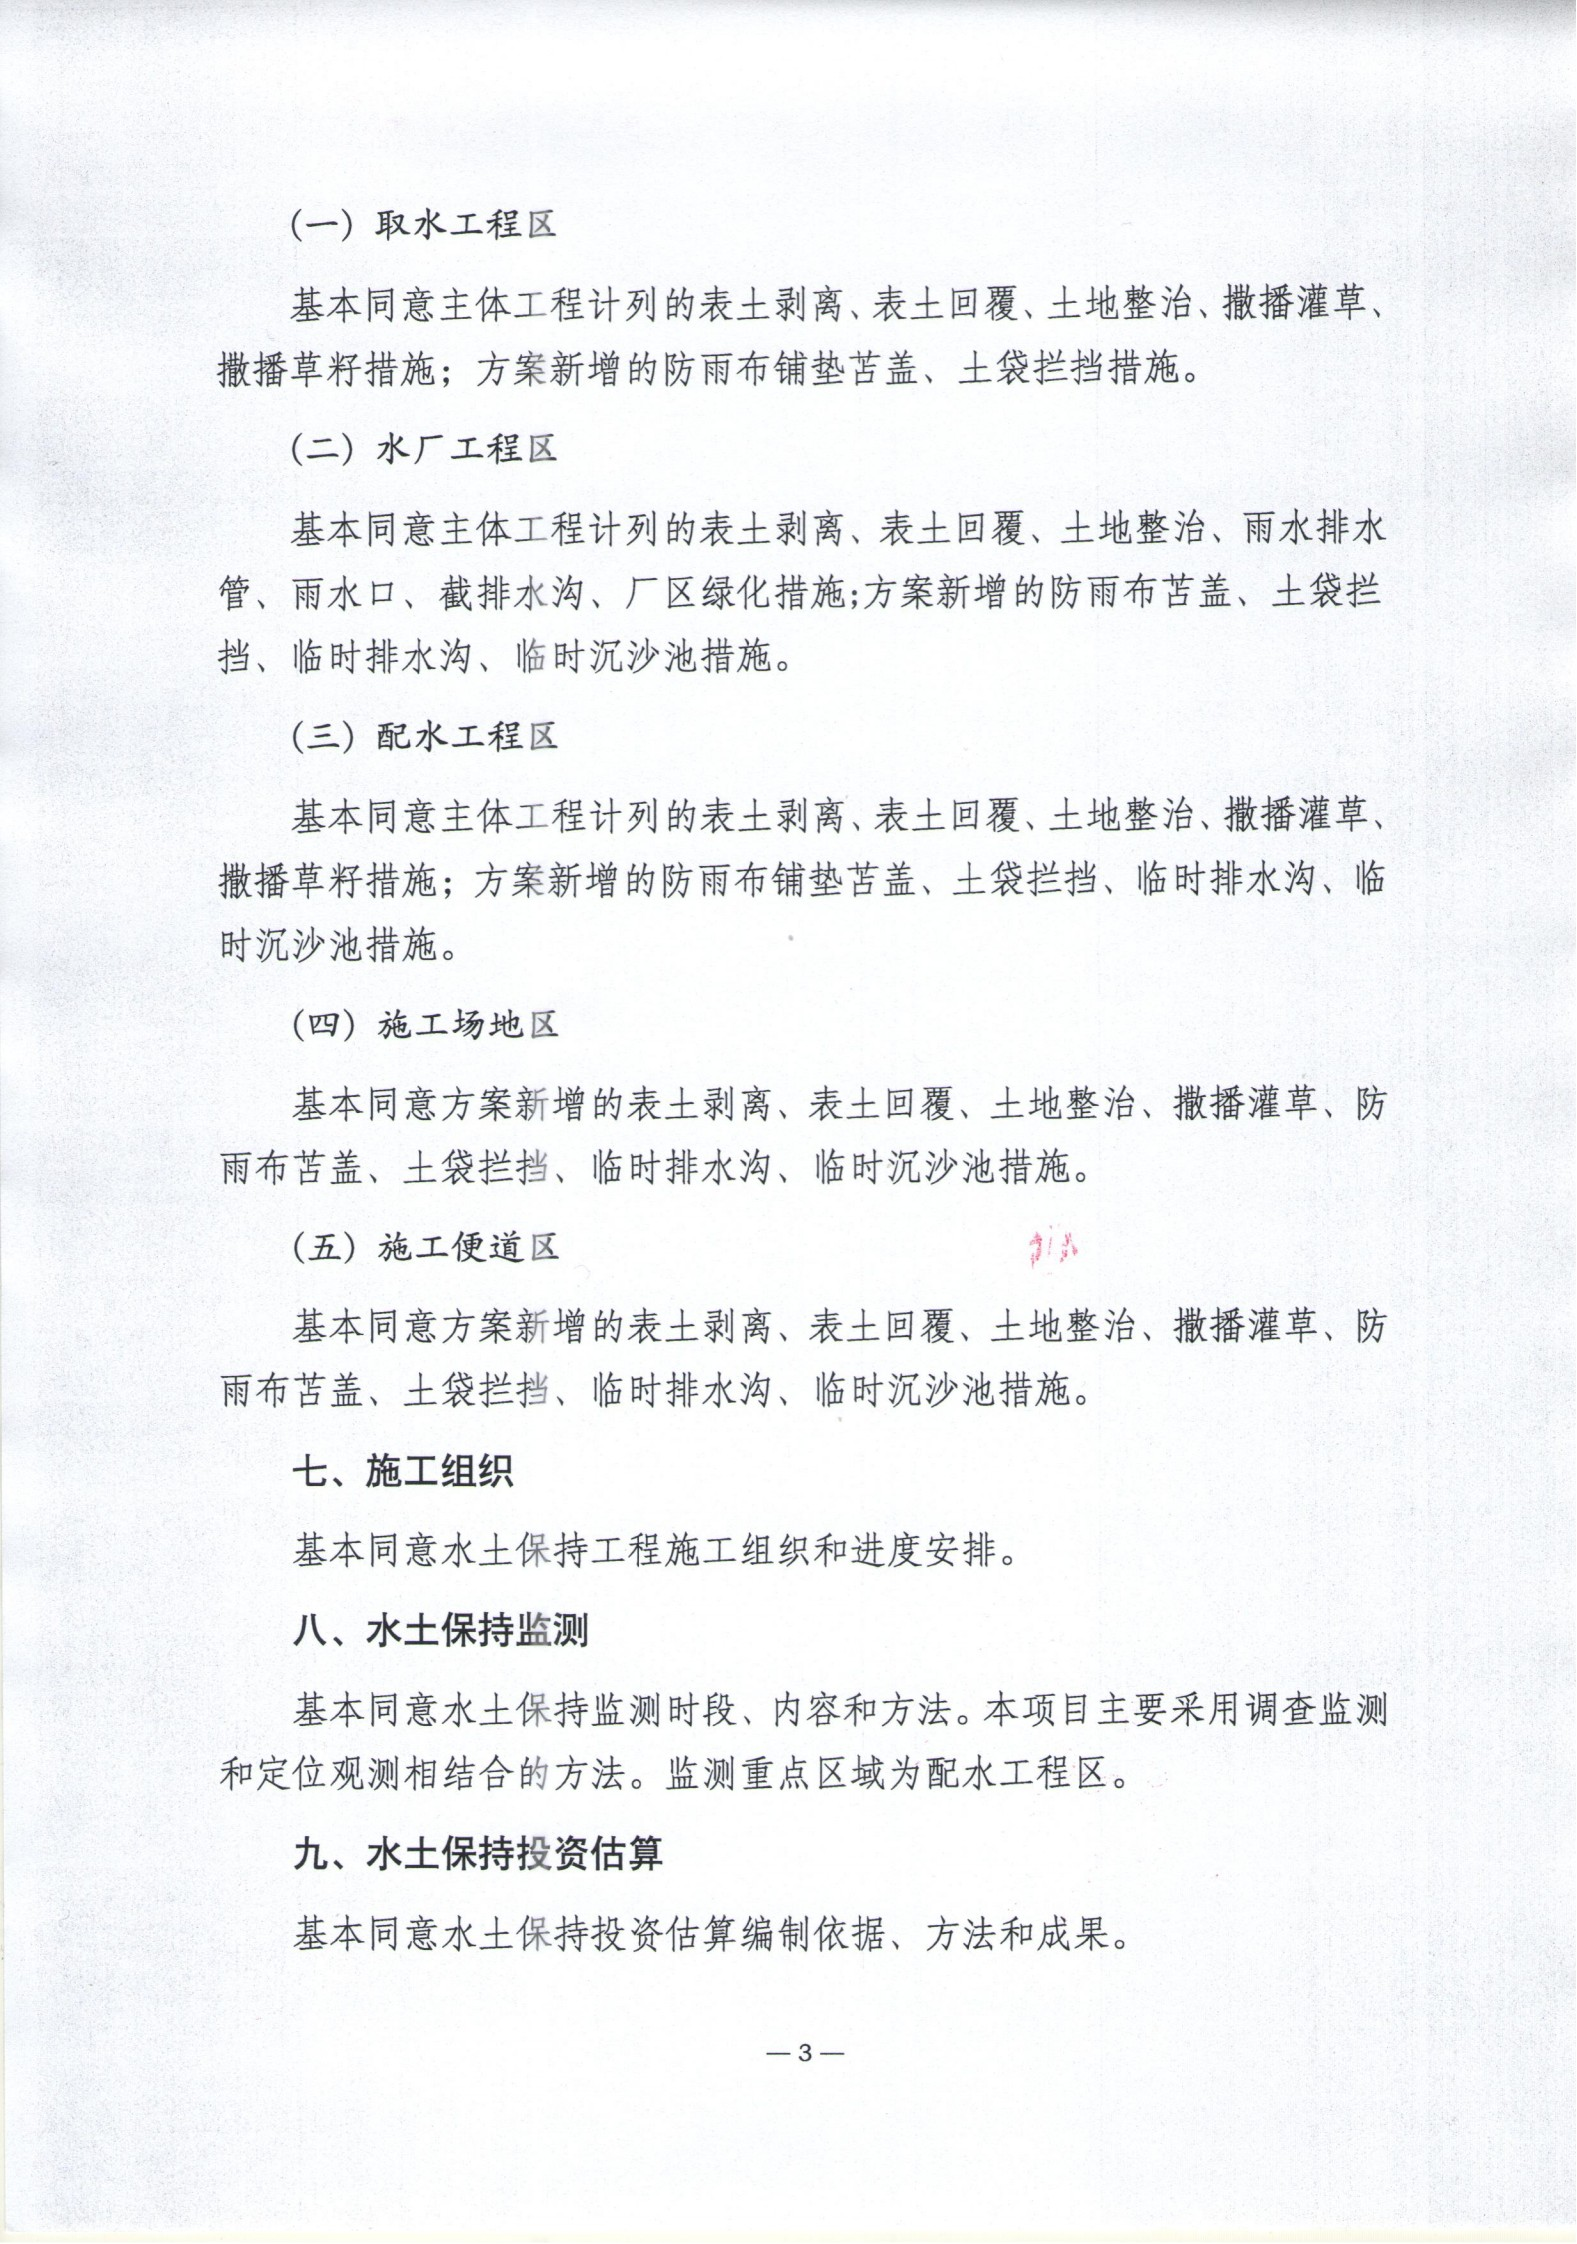 (一) 取水工程区
基本同意主体工程计列的表土剥离、表土回覆、土地整治、撒播灌草、
撒播草籽措施；方案新增的防雨布铺垫苫盖、土袋拦挡措施。
(二) 水厂工程区
基本同意主体工程计列的表土剥离、表土回覆、土地整治、雨水排水
管、雨水口、截排水沟、厂区绿化措施;方案新增的防雨布苫盖、土袋拦
挡、临时排水沟、临时沉沙池措施。
(三) 配水工程区
基本同意主体工程计列的表土剥离、表土回覆、土地整治、撒播灌草、
撒播草籽措施；方案新增的防雨布铺垫苫盖、土袋拦挡、临时排水沟、临
时沉沙池措施。
(四) 施工场地区
基本同意方案新增的表土剥离、表土回覆、土地整治、撒播灌草、防
雨布苫盖、土袋拦挡、临时排水沟、临时沉沙池措施。
(五) 施工便道区
基本同意方案新增的表土剥离、表土回覆、土地整治、撒播灌草、防
雨布苫盖、土袋拦挡、临时排水沟、临时沉沙池措施。
七、施工组织
基本同意水土保持工程施工组织和进度安排。
八、水土保持监测
基本同意水土保持监测时段、内容和方法。本项目主要采用调查监测
和定位观测相结合的方法。监测重点区域为配水工程区。
九、水土保持投资估算
基本同意水土保持投资估算编制依据、方法和成果。
— 3 —